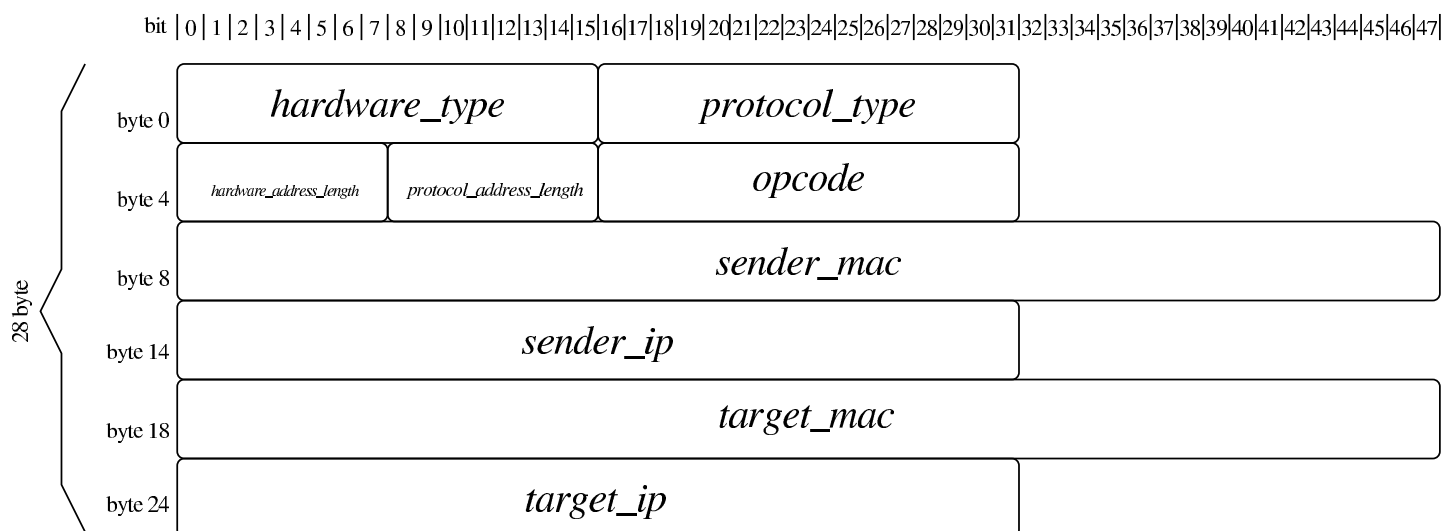 bit | 0 | 1 | 2 | 3 | 4 | 5 | 6 | 7 | 8 | 9 |10|11|12|13|14|15|16|17|18|19|20|21|22|23|24|25|26|27|28|29|30|31|32|33|34|35|36|37|38|39|40|41|42|43|44|45|46|47|
byte 0 hardware_type protocol_type
byte 4 hardware_address_length protocol_address_length opcode
byte 8 sender_mac
28 byte
byte 14 sender_ip
byte 18 target_mac
byte 24 target_ip